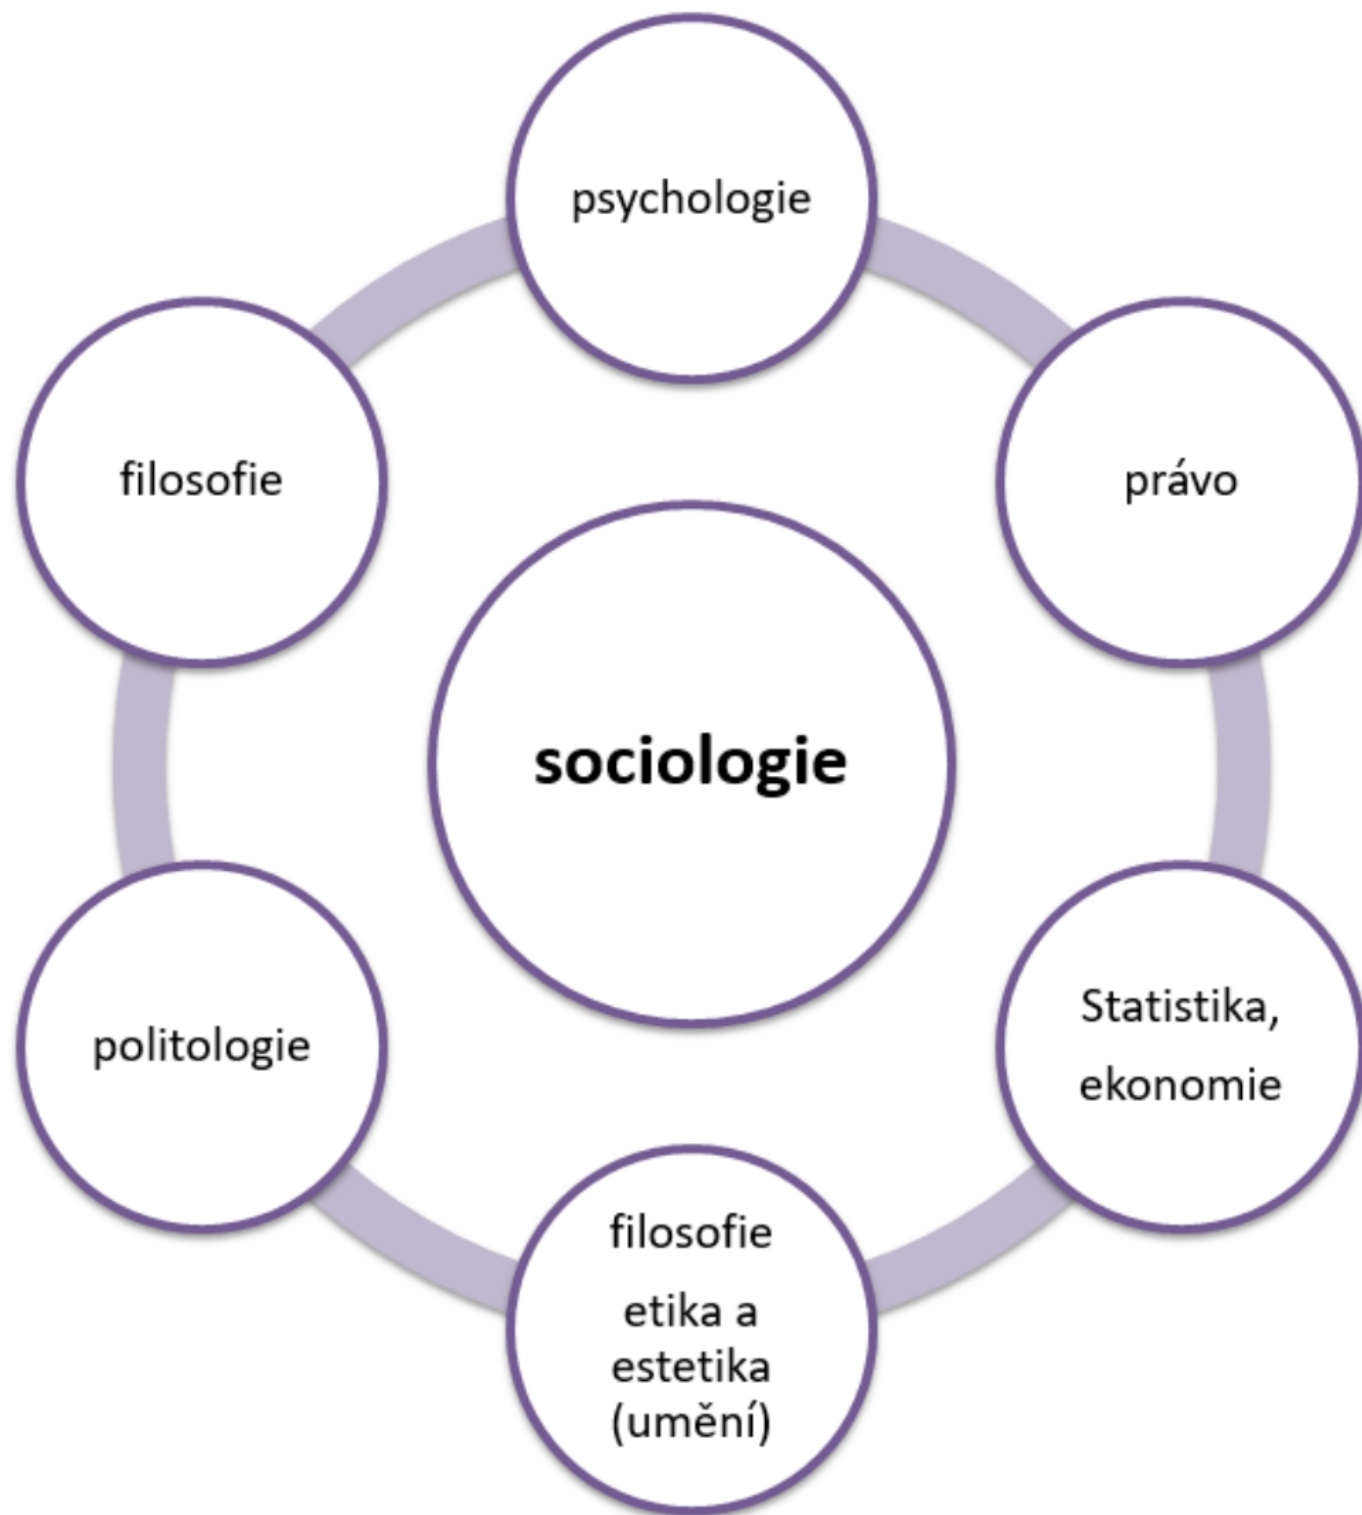 psychologie
filosofie
právo
sociologie
Statistika,
ekonomie
politologie
filosofie
etika a
estetika
(umění)